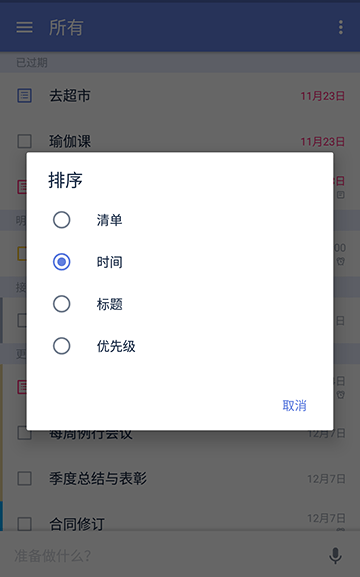 所有
已过期
去超市 11月23日
瑜伽课 11月23日
排序
清单
时间
标题
优先级
取消
每周例行会议 12月7日
季度总结与表彰 12月7日
合同修订 12月7日
准备做什么?